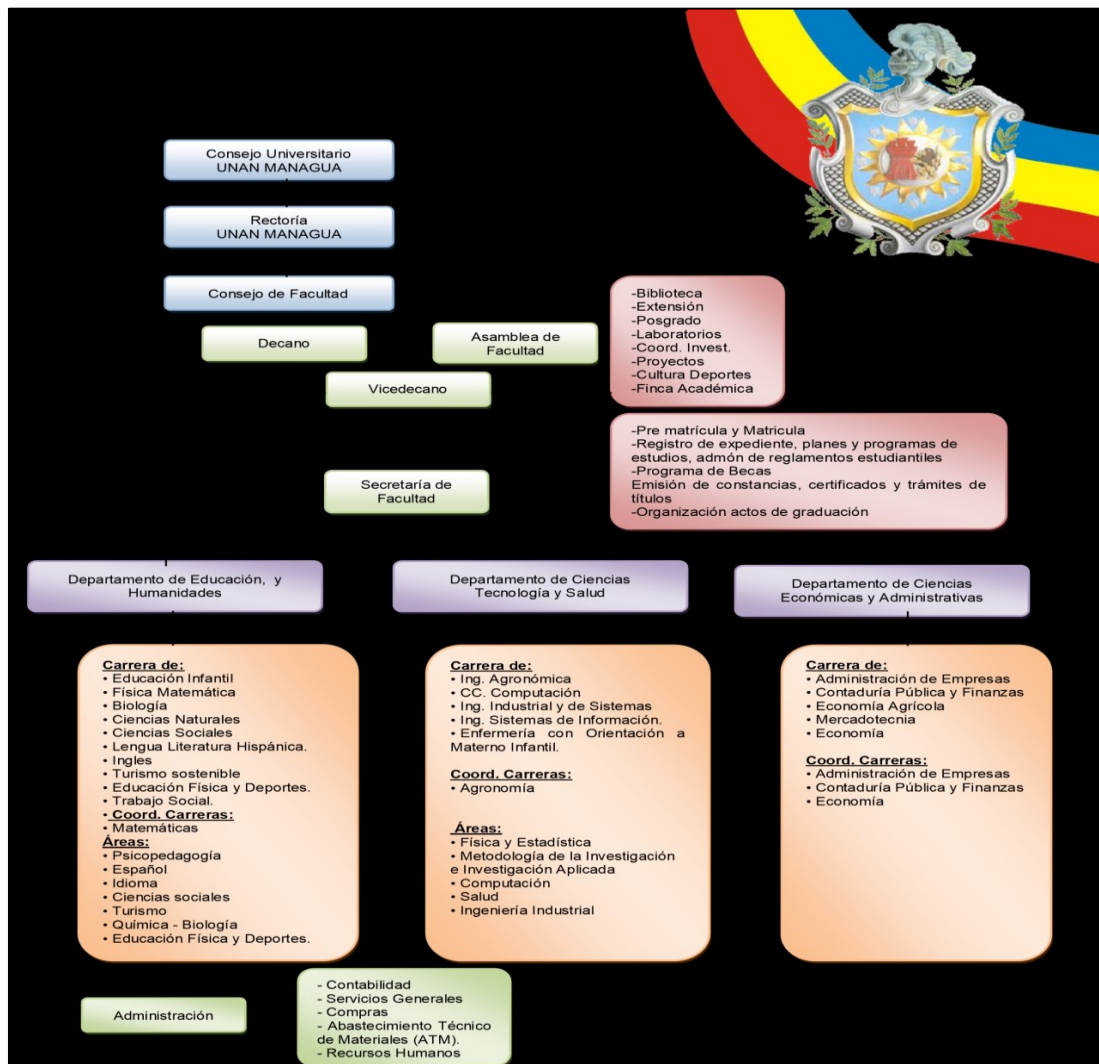 Consejo Universitario
UNAN MANAGUA
Rectoría
UNAN MANAGUA
Consejo de Facultad
Decano
Asamblea de
Facultad
Vicedecano
-Biblioteca
-Extensión
-Posgrado
-Laboratorios
-Coord. Invest.
-Proyectos
-Cultura Deportes
-Finca Académica
Secretaría de
Facultad
-Pre matrícula y Matricula
-Registro de expediente, planes y programas de
estudios, admón de reglamentos estudiantiles
-Programa de Becas
Emisión de constancias, certificados y trámites de
títulos
-Organización actos de graduación
Departamento de Educación, y
Humanidades
Departamento de Ciencias
Tecnología y Salud
Departamento de Ciencias
Económicas y Administrativas
Carrera de:
• Educación Infantil
• Física Matemática
• Biología
• Ciencias Naturales
• Ciencias Sociales
• Lengua Literatura Hispánica.
• Ingles
• Turismo sostenible
• Educación Física y Deportes.
• Trabajo Social.
• Coord. Carreras:
• Matemáticas
Áreas:
• Psicopedagogía
• Español
• Idioma
• Ciencias sociales
• Turismo
• Química - Biología
• Educación Física y Deportes.
Carrera de:
• Ing. Agronómica
• CC. Computación
• Ing. Industrial y de Sistemas
• Ing. Sistemas de Información.
• Enfermería con Orientación a
Materno Infantil.
Coord. Carreras:
• Agronomía
Áreas:
• Física y Estadística
• Metodología de la Investigación
e Investigación Aplicada
• Computación
• Salud
• Ingeniería Industrial
Carrera de:
• Administración de Empresas
• Contaduría Pública y Finanzas
• Economía Agrícola
• Mercadotecnia
• Economía
Coord. Carreras:
• Administración de Empresas
• Contaduría Pública y Finanzas
• Economía
Administración
- Contabilidad
- Servicios Generales
- Compras
- Abastecimiento Técnico
de Materiales (ATM).
- Recursos Humanos